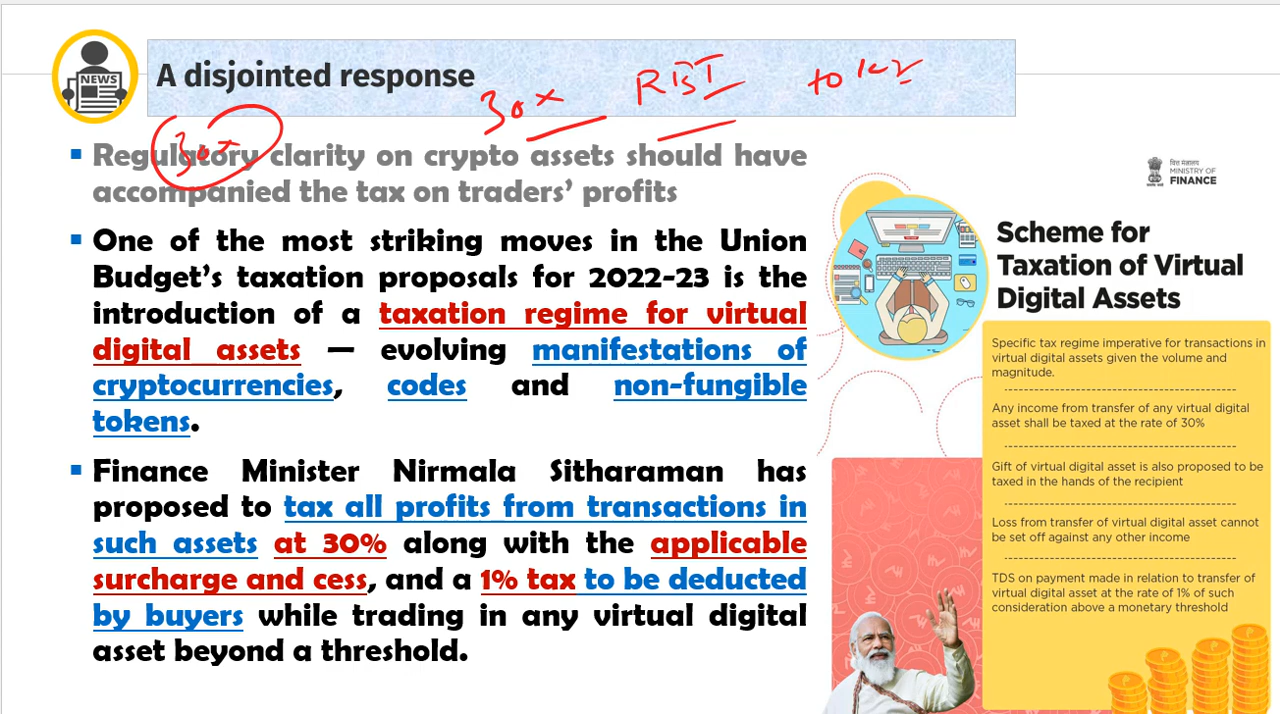 NEWS
A disjointed response
30%
RBI
30%
Regulatory clarity on crypto assets should have
accompanied the tax on traders' profits
One of the most striking moves in the Union
Budget's taxation proposals for 2022-23 is the
introduction of a taxation regime for virtual
digital assets — evolving manifestations of
cryptocurrencies, codes and non-fungible
tokens.
Finance Minister Nirmala Sitharaman has
proposed to tax all profits from transactions in
such assets at 30% along with the applicable
surcharge and cess, and a 1% tax to be deducted
by buyers while trading in any virtual digital
asset beyond a threshold.
वित्त मंत्रालय
MINISTRY OF
FINANCE
Scheme for
Taxation of Virtual
Digital Assets
Specific tax regime imperative for transactions in
virtual digital assets given the volume and
magnitude.
Any income from transfer of any virtual digital
asset shall be taxed at the rate of 30%
Gift of virtual digital asset is also proposed to be
taxed in the hands of the recipient
Loss from transfer of virtual digital asset cannot
be set off against any other income
TDS on payment made in relation to transfer of
virtual digital asset at the rate of 1% of such
consideration above a monetary threshold